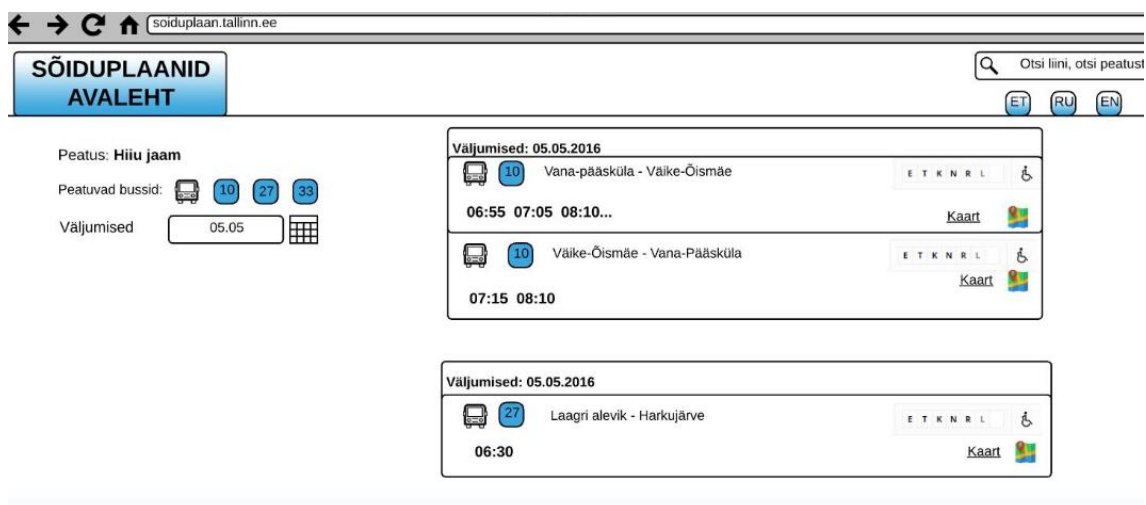 soiduplaan.tallinn.ee
SÕIDUPLAANID
AVALEHT
Otsi liini, otsi peatust
ET RU EN
Peatus: Hiiu jaam
Peatuvad bussid: 10 27 33
Väljumised 05.05
Väljumised: 05.05.2016
10 Vana-pääsküla - Väike-Õismäe E T K N R L
06:55 07:05 08:10... Kaart
10 Väike-Õismäe - Vana-Pääsküla E T K N R L
Kaart
07:15 08:10
Väljumised: 05.05.2016
27 Laagri alevik - Harkujärve E T K N R L
06:30 Kaart